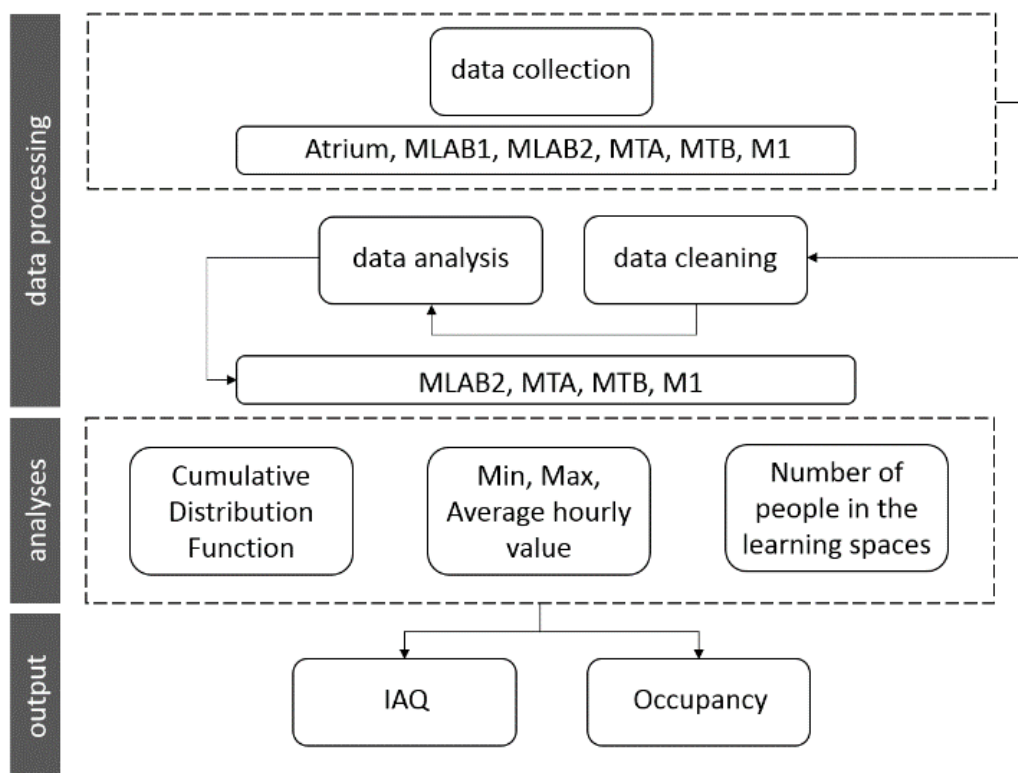 data processing
data collection
Atrium, MLAB1, MLAB2, MTA, MTB, M1
data analysis
data cleaning
MLAB2, MTA, MTB, M1
analyses
Cumulative
Distribution
Function
Min, Max,
Average hourly
value
Number of
people in the
learning spaces
output
IAQ
Occupancy